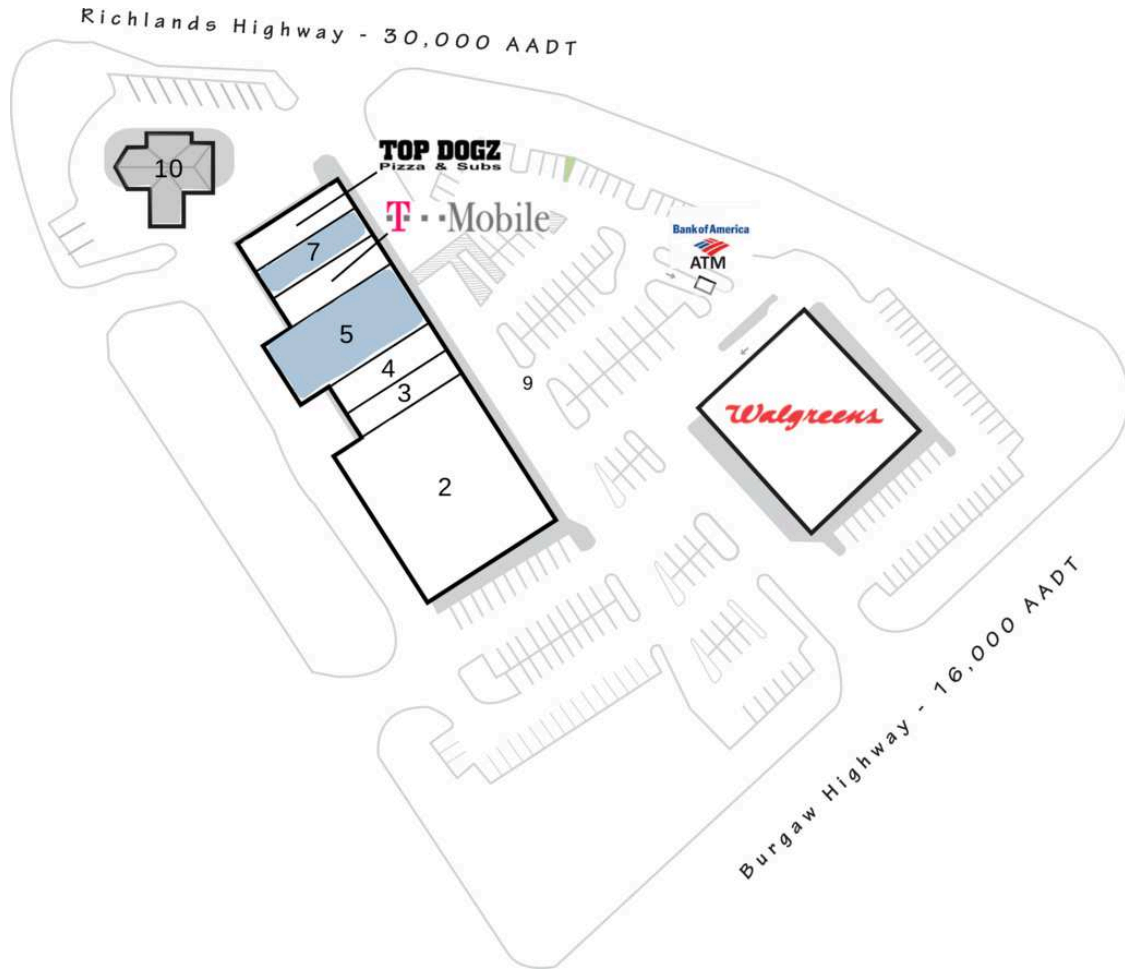 Richlands Highway - 30,000 AADT
TOP DOGZ
Pizza & Subs
10
T··Mobile
7
Bank of America
ATM
5
4
3
9
Walgreens
2
Burgaw Highway - 16,000 AADT